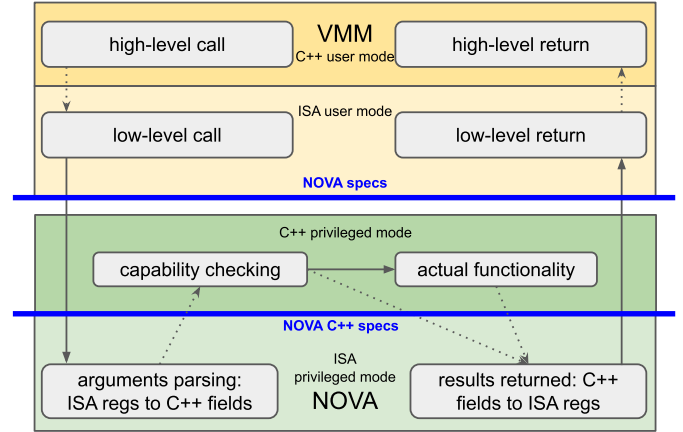 high-level call
VMM
C++ user mode
high-level return
ISA user mode
low-level call
low-level return
NOVA specs
C++ privileged mode
capability checking
actual functionality
NOVA C++ specs
ISA
privileged mode
NOVA
arguments parsing:
ISA regs to C++ fields
results returned: C++
fields to ISA regs